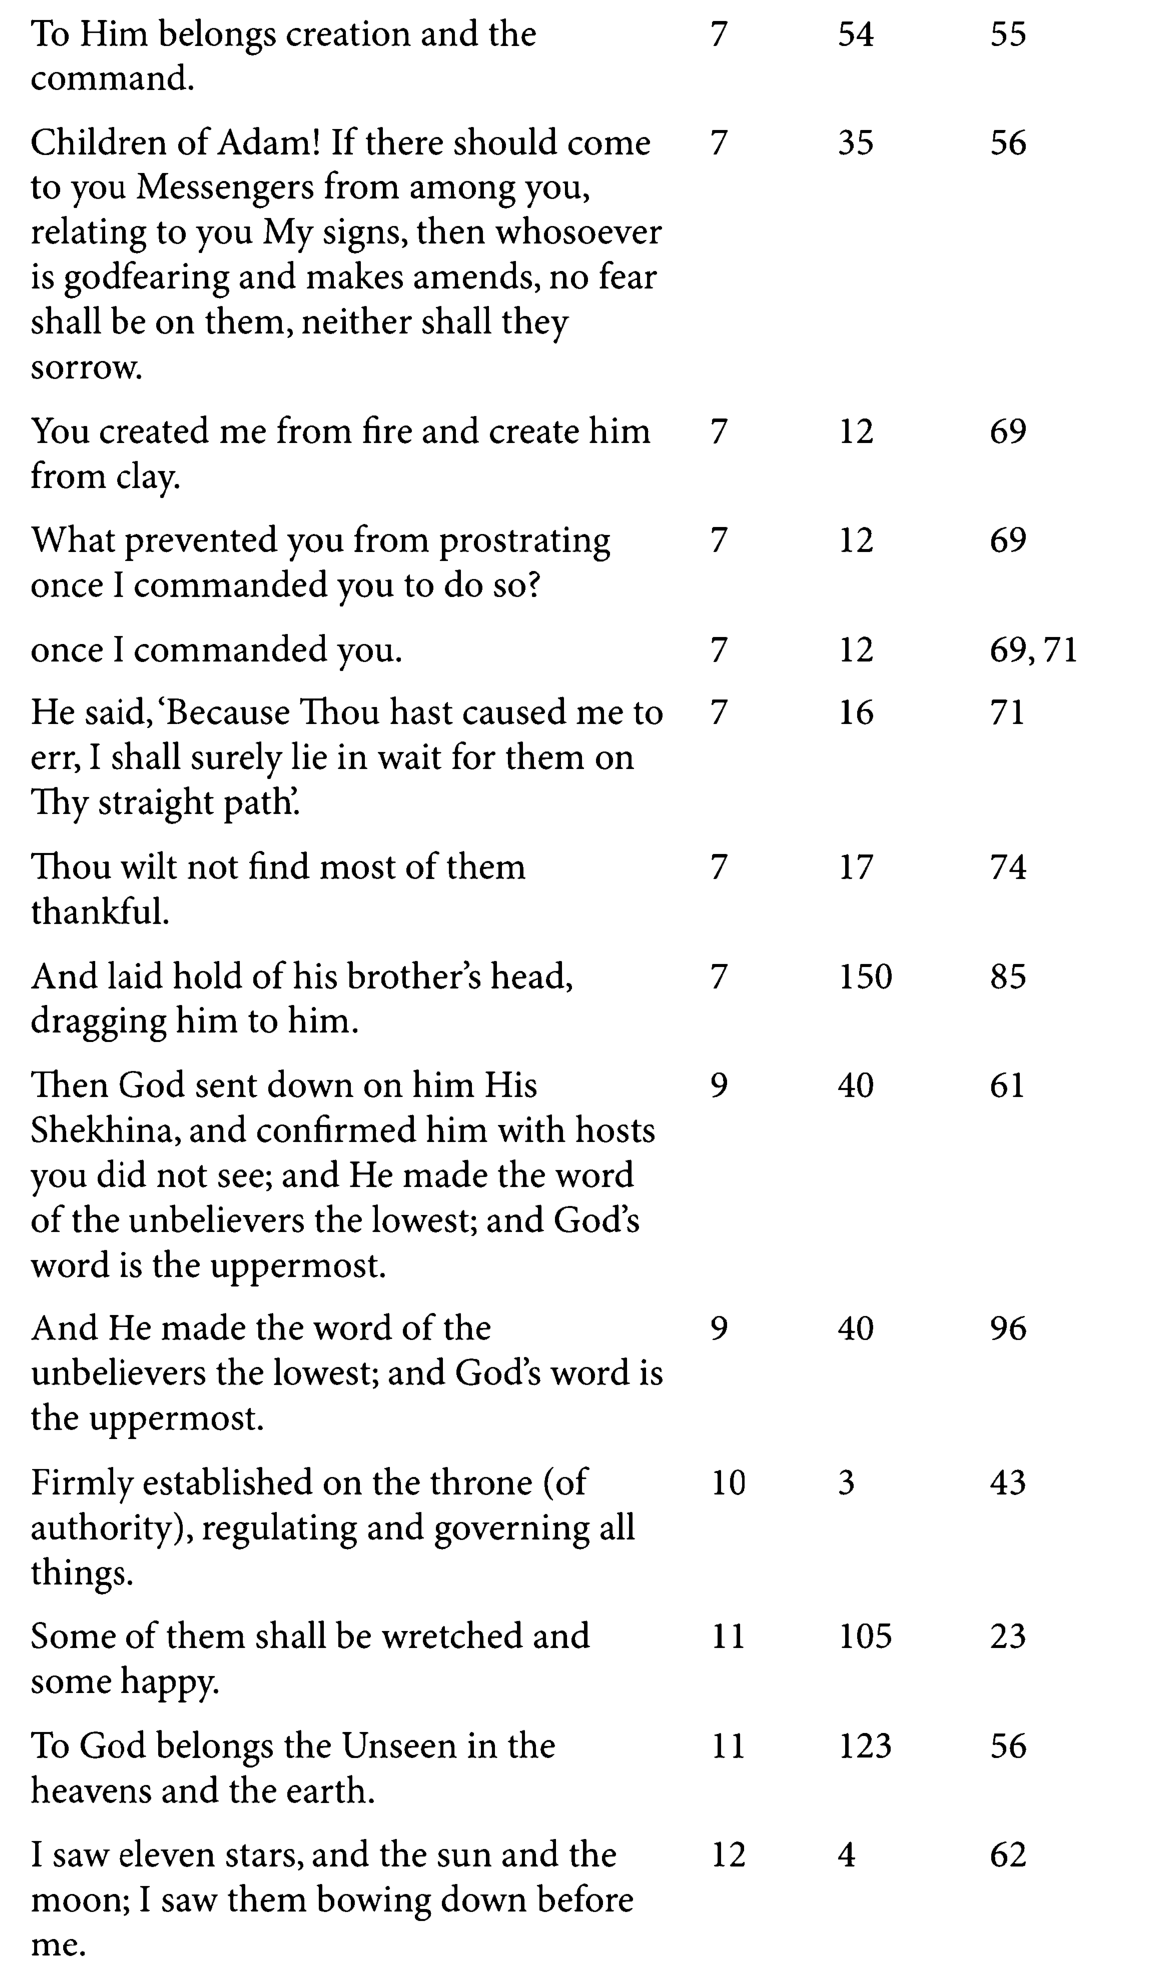 To Him belongs creation and the 7 54 55
command.
Children of Adam! If there should come 7 35 56
to you Messengers from among you,
relating to you My signs, then whosoever
is godfearing and makes amends, no fear
shall be on them, neither shall they
sorrow.
You created me from fire and create him 7 12 69
from clay.
What prevented you from prostrating 7 12 69
once I commanded you to do so?
once I commanded you. 7 12 69, 71
He said, ‘Because Thou hast caused me to 7 16 71
err, I shall surely lie in wait for them on
Thy straight path’.
Thou wilt not find most of them 7 17 74
thankful.
And laid hold of his brother’s head, 7 150 85
dragging him to him.
Then God sent down on him His 9 40 61
Shekhina, and confirmed him with hosts
you did not see; and He made the word
of the unbelievers the lowest; and God’s
word is the uppermost.
And He made the word of the 9 40 96
unbelievers the lowest; and God’s word is
the uppermost.
Firmly established on the throne (of 10 3 43
authority), regulating and governing all
things.
Some of them shall be wretched and 11 105 23
some happy.
To God belongs the Unseen in the 11 123 56
heavens and the earth.
I saw eleven stars, and the sun and the 12 4 62
moon; I saw them bowing down before
me.